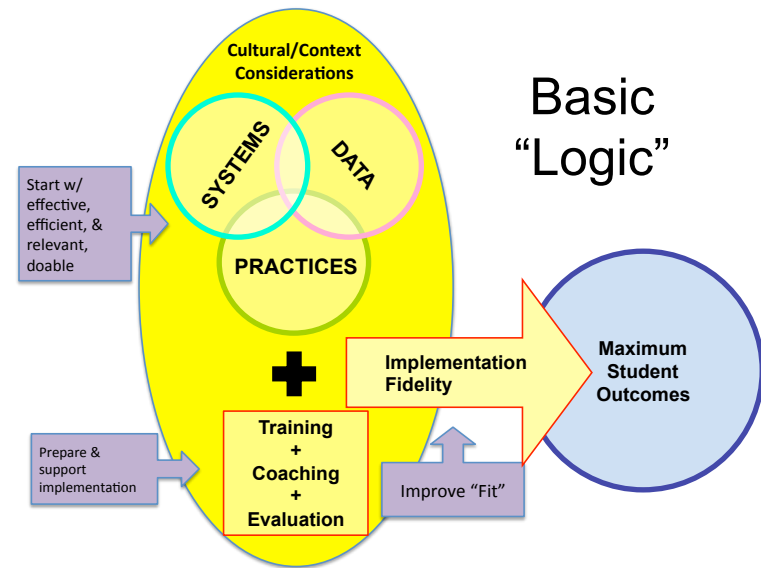 Cultural/Context
Considerations
Basic
“Logic”
SYSTEMS
DATA
Start w/
effective,
efficient, &
relevant,
doable
PRACTICES
Implementation
Fidelity
Maximum
Student
Outcomes
Training
+
Coaching
+
Evaluation
Prepare &
support
implementation
Improve “Fit”